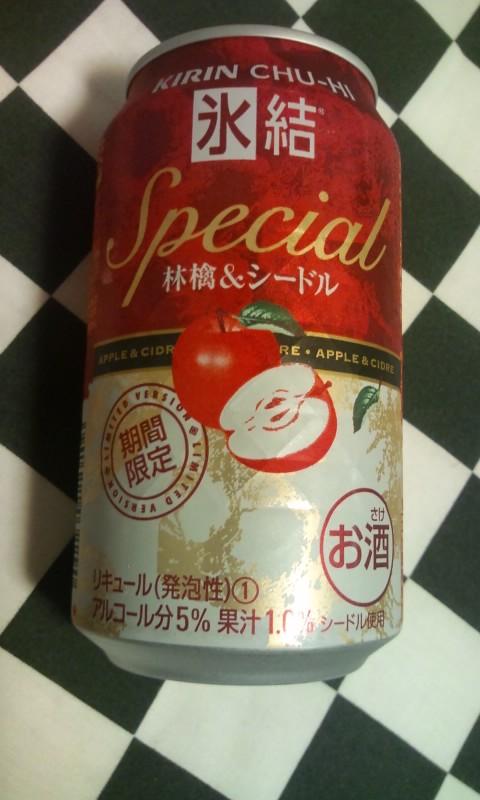 KIRIN CHU-HI
氷結®
Special
林檎&シードル
APPLE & CIDRE • APPLE & CIDRE
LIMITED VERSION LIMITED VERSION
期間
限定
さけ
お酒
リキュール(発泡性)①
アルコール分5% 果汁1.0% シードル使用